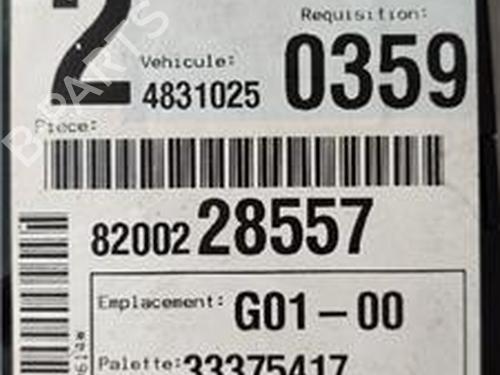 2
Requisition:
Vehicule:
4831025
0359
Piece:
82002 28557
Emplacement: G01-00
Palette: 33375417
B-PARTS